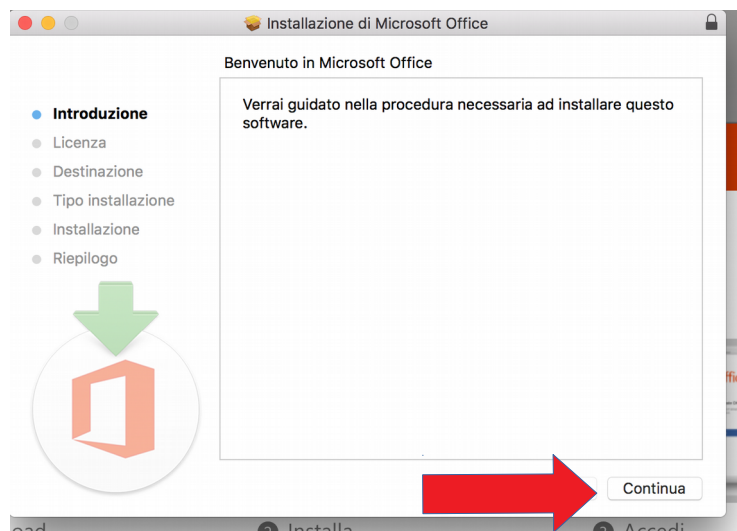 Installazione di Microsoft Office
Benvenuto in Microsoft Office
Introduzione
Licenza
Destinazione
Tipo installazione
Installazione
Riepilogo
Verrai guidato nella procedura necessaria ad installare questo
software.
Continua
Installa
Accedi